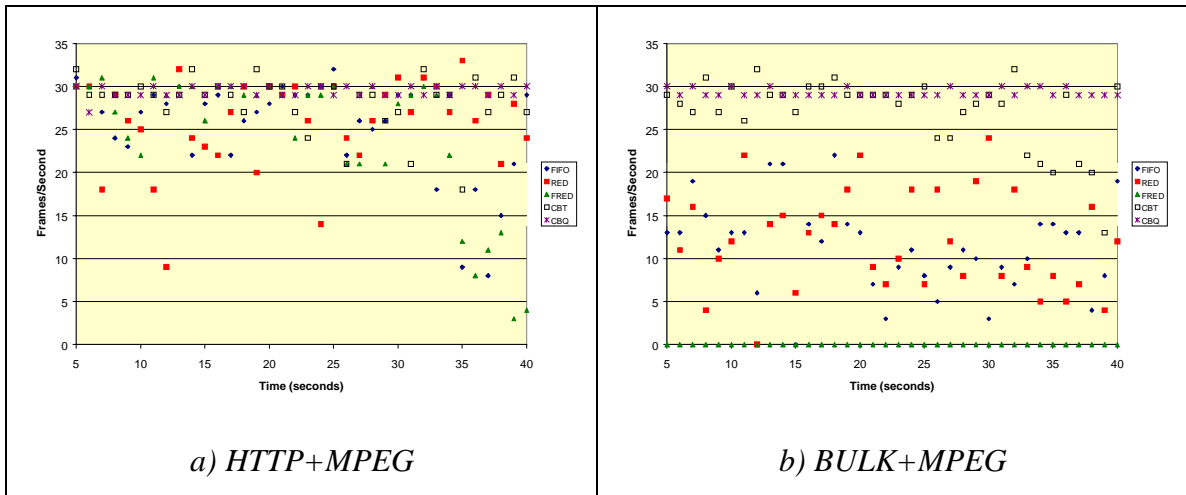 35
30
25
20
15
10
5
0
Frames/Second
5 10 15 20 25 30 35 40
Time (seconds)
FIFO
RED
FRED
CBT
CBQ
a) HTTP+MPEG
35
30
25
20
15
10
5
0
Frames/Second
5 10 15 20 25 30 35 40
Time (seconds)
FIFO
RED
FRED
CBT
CBQ
b) BULK+MPEG